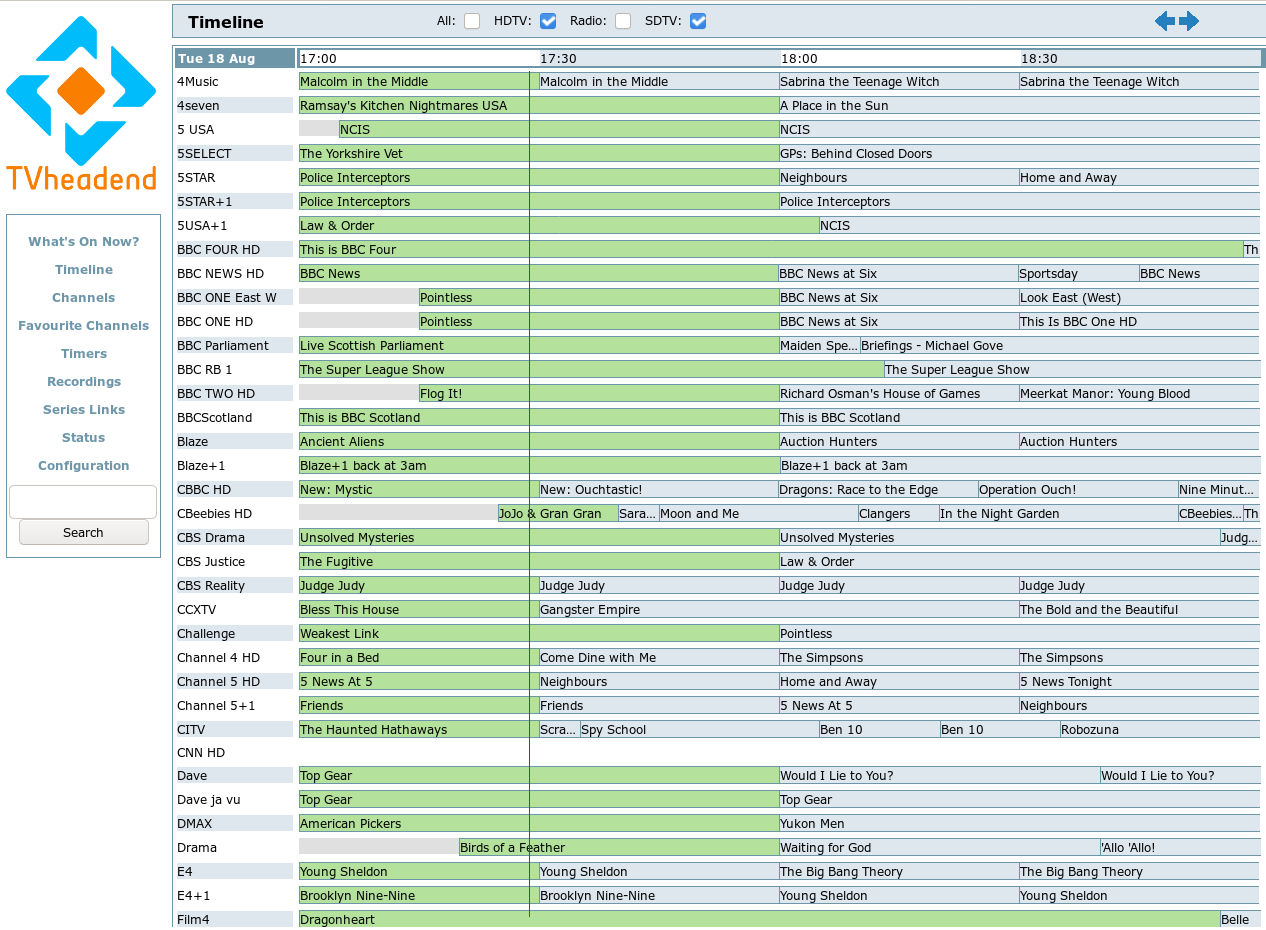 Timeline All: HDTV: Radio: SDTV:
TVheadend
What's On Now?
Timeline
Channels
Favourite Channels
Timers
Recordings
Series Links
Status
Configuration
Search
Tue 18 Aug 17:00 17:30 18:00 18:30
4Music Malcolm in the Middle Malcolm in the Middle Sabrina the Teenage Witch Sabrina the Teenage Witch
4seven Ramsay's Kitchen Nightmares USA A Place in the Sun
5 USA NCIS NCIS
5SELECT The Yorkshire Vet GPs: Behind Closed Doors
5STAR Police Interceptors Neighbours Home and Away
5STAR+1 Police Interceptors Police Interceptors
5USA+1 Law & Order NCIS
BBC FOUR HD This is BBC Four Th
BBC NEWS HD BBC News BBC News at Six Sportsday BBC News
BBC ONE East W Pointless BBC News at Six Look East (West)
BBC ONE HD Pointless BBC News at Six This Is BBC One HD
BBC Parliament Live Scottish Parliament Maiden Spe... Briefings - Michael Gove
BBC RB 1 The Super League Show The Super League Show
BBC TWO HD Flog It! Richard Osman's House of Games Meerkat Manor: Young Blood
BBCScotland This is BBC Scotland This is BBC Scotland
Blaze Ancient Aliens Auction Hunters Auction Hunters
Blaze+1 Blaze+1 back at 3am Blaze+1 back at 3am
CBBC HD New: Mystic New: Ouchtastic! Dragons: Race to the Edge Operation Ouch! Nine Minut...
CBeebies HD JoJo & Gran Gran Sara... Moon and Me Clangers In the Night Garden CBeebies... Th
CBS Drama Unsolved Mysteries Unsolved Mysteries Judg...
CBS Justice The Fugitive Law & Order
CBS Reality Judge Judy Judge Judy Judge Judy Judge Judy
CCXTV Bless This House Gangster Empire The Bold and the Beautiful
Challenge Weakest Link Pointless
Channel 4 HD Four in a Bed Come Dine with Me The Simpsons The Simpsons
Channel 5 HD 5 News At 5 Neighbours Home and Away 5 News Tonight
Channel 5+1 Friends Friends 5 News At 5 Neighbours
CITV The Haunted Hathaways Scra... Spy School Ben 10 Ben 10 Robozuna
CNN HD
Dave Top Gear Would I Lie to You? Would I Lie to You?
Dave ja vu Top Gear Top Gear
DMAX American Pickers Yukon Men
Drama Birds of a Feather Waiting for God 'Allo 'Allo!
E4 Young Sheldon Young Sheldon The Big Bang Theory The Big Bang Theory
E4+1 Brooklyn Nine-Nine Brooklyn Nine-Nine Young Sheldon Young Sheldon
Film4 Dragonheart Belle